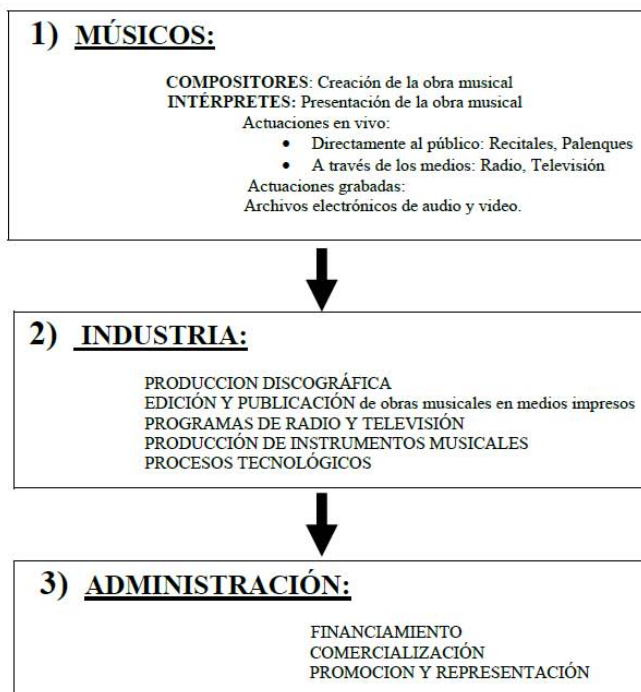 1) MÚSICOS:
COMPOSITORES: Creación de la obra musical
INTÉRPRETES: Presentación de la obra musical
Actuaciones en vivo:
• Directamente al público: Recitales, Palenques
• A través de los medios: Radio, Televisión
Actuaciones grabadas:
Archivos electrónicos de audio y video.
2) INDUSTRIA:
PRODUCCION DISCOGRÁFICA
EDICIÓN Y PUBLICACIÓN de obras musicales en medios impresos
PROGRAMAS DE RADIO Y TELEVISIÓN
PRODUCCIÓN DE INSTRUMENTOS MUSICALES
PROCESOS TECNOLÓGICOS
3) ADMINISTRACIÓN:
FINANCIAMIENTO
COMERCIALIZACIÓN
PROMOCION Y REPRESENTACIÓN